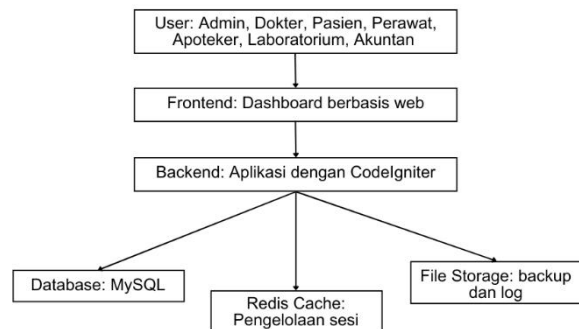 User: Admin, Dokter, Pasien, Perawat,
Apoteker, Laboratorium, Akuntan
Frontend: Dashboard berbasis web
Backend: Aplikasi dengan CodeIgniter
Database: MySQL
Redis Cache:
Pengelolaan sesi
File Storage: backup
dan log